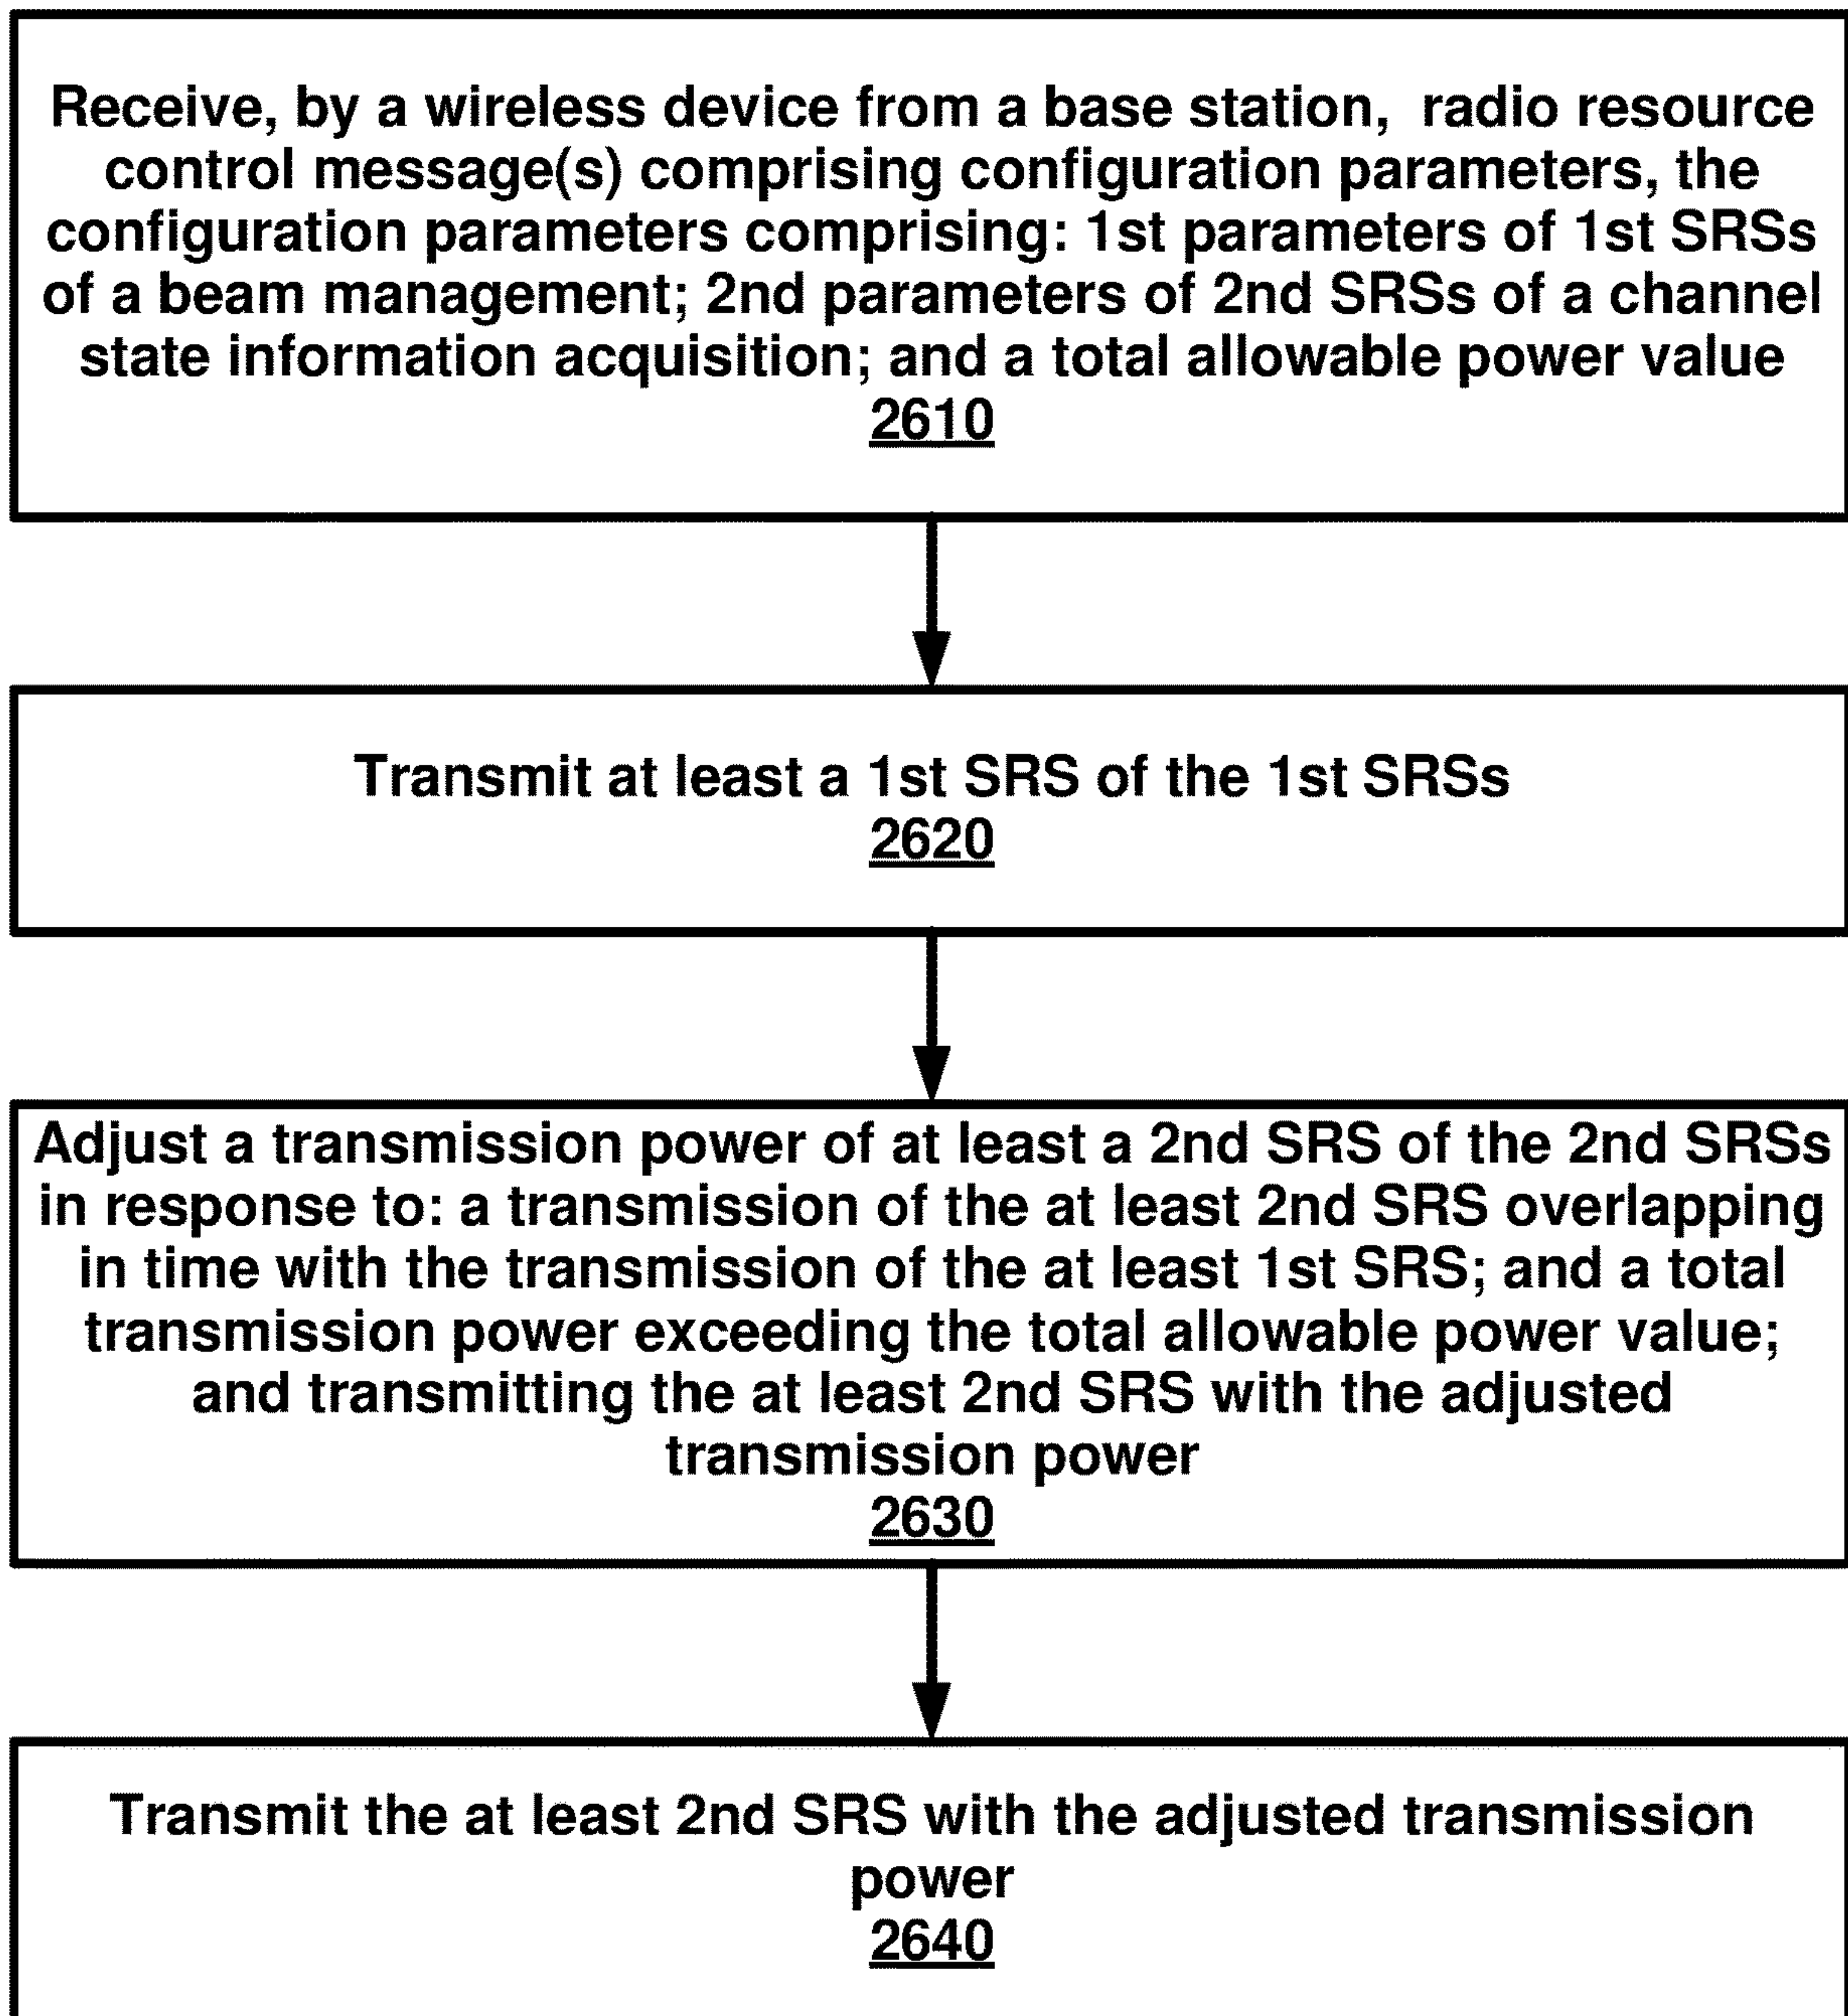 Receive, by a wireless device from a base station,  radio resource
control message(s) comprising configuration parameters, the
configuration parameters comprising: 1st parameters of 1st SRSs
of a beam management; 2nd parameters of 2nd SRSs of a channel
state information acquisition; and a total allowable power value
2610
Transmit at least a 1st SRS of the 1st SRSs
2620
Adjust a transmission power of at least a 2nd SRS of the 2nd SRSs
in response to: a transmission of the at least 2nd SRS overlapping
in time with the transmission of the at least 1st SRS; and a total
transmission power exceeding the total allowable power value;
and transmitting the at least 2nd SRS with the adjusted
transmission power
2630
Transmit the at least 2nd SRS with the adjusted transmission
power
2640